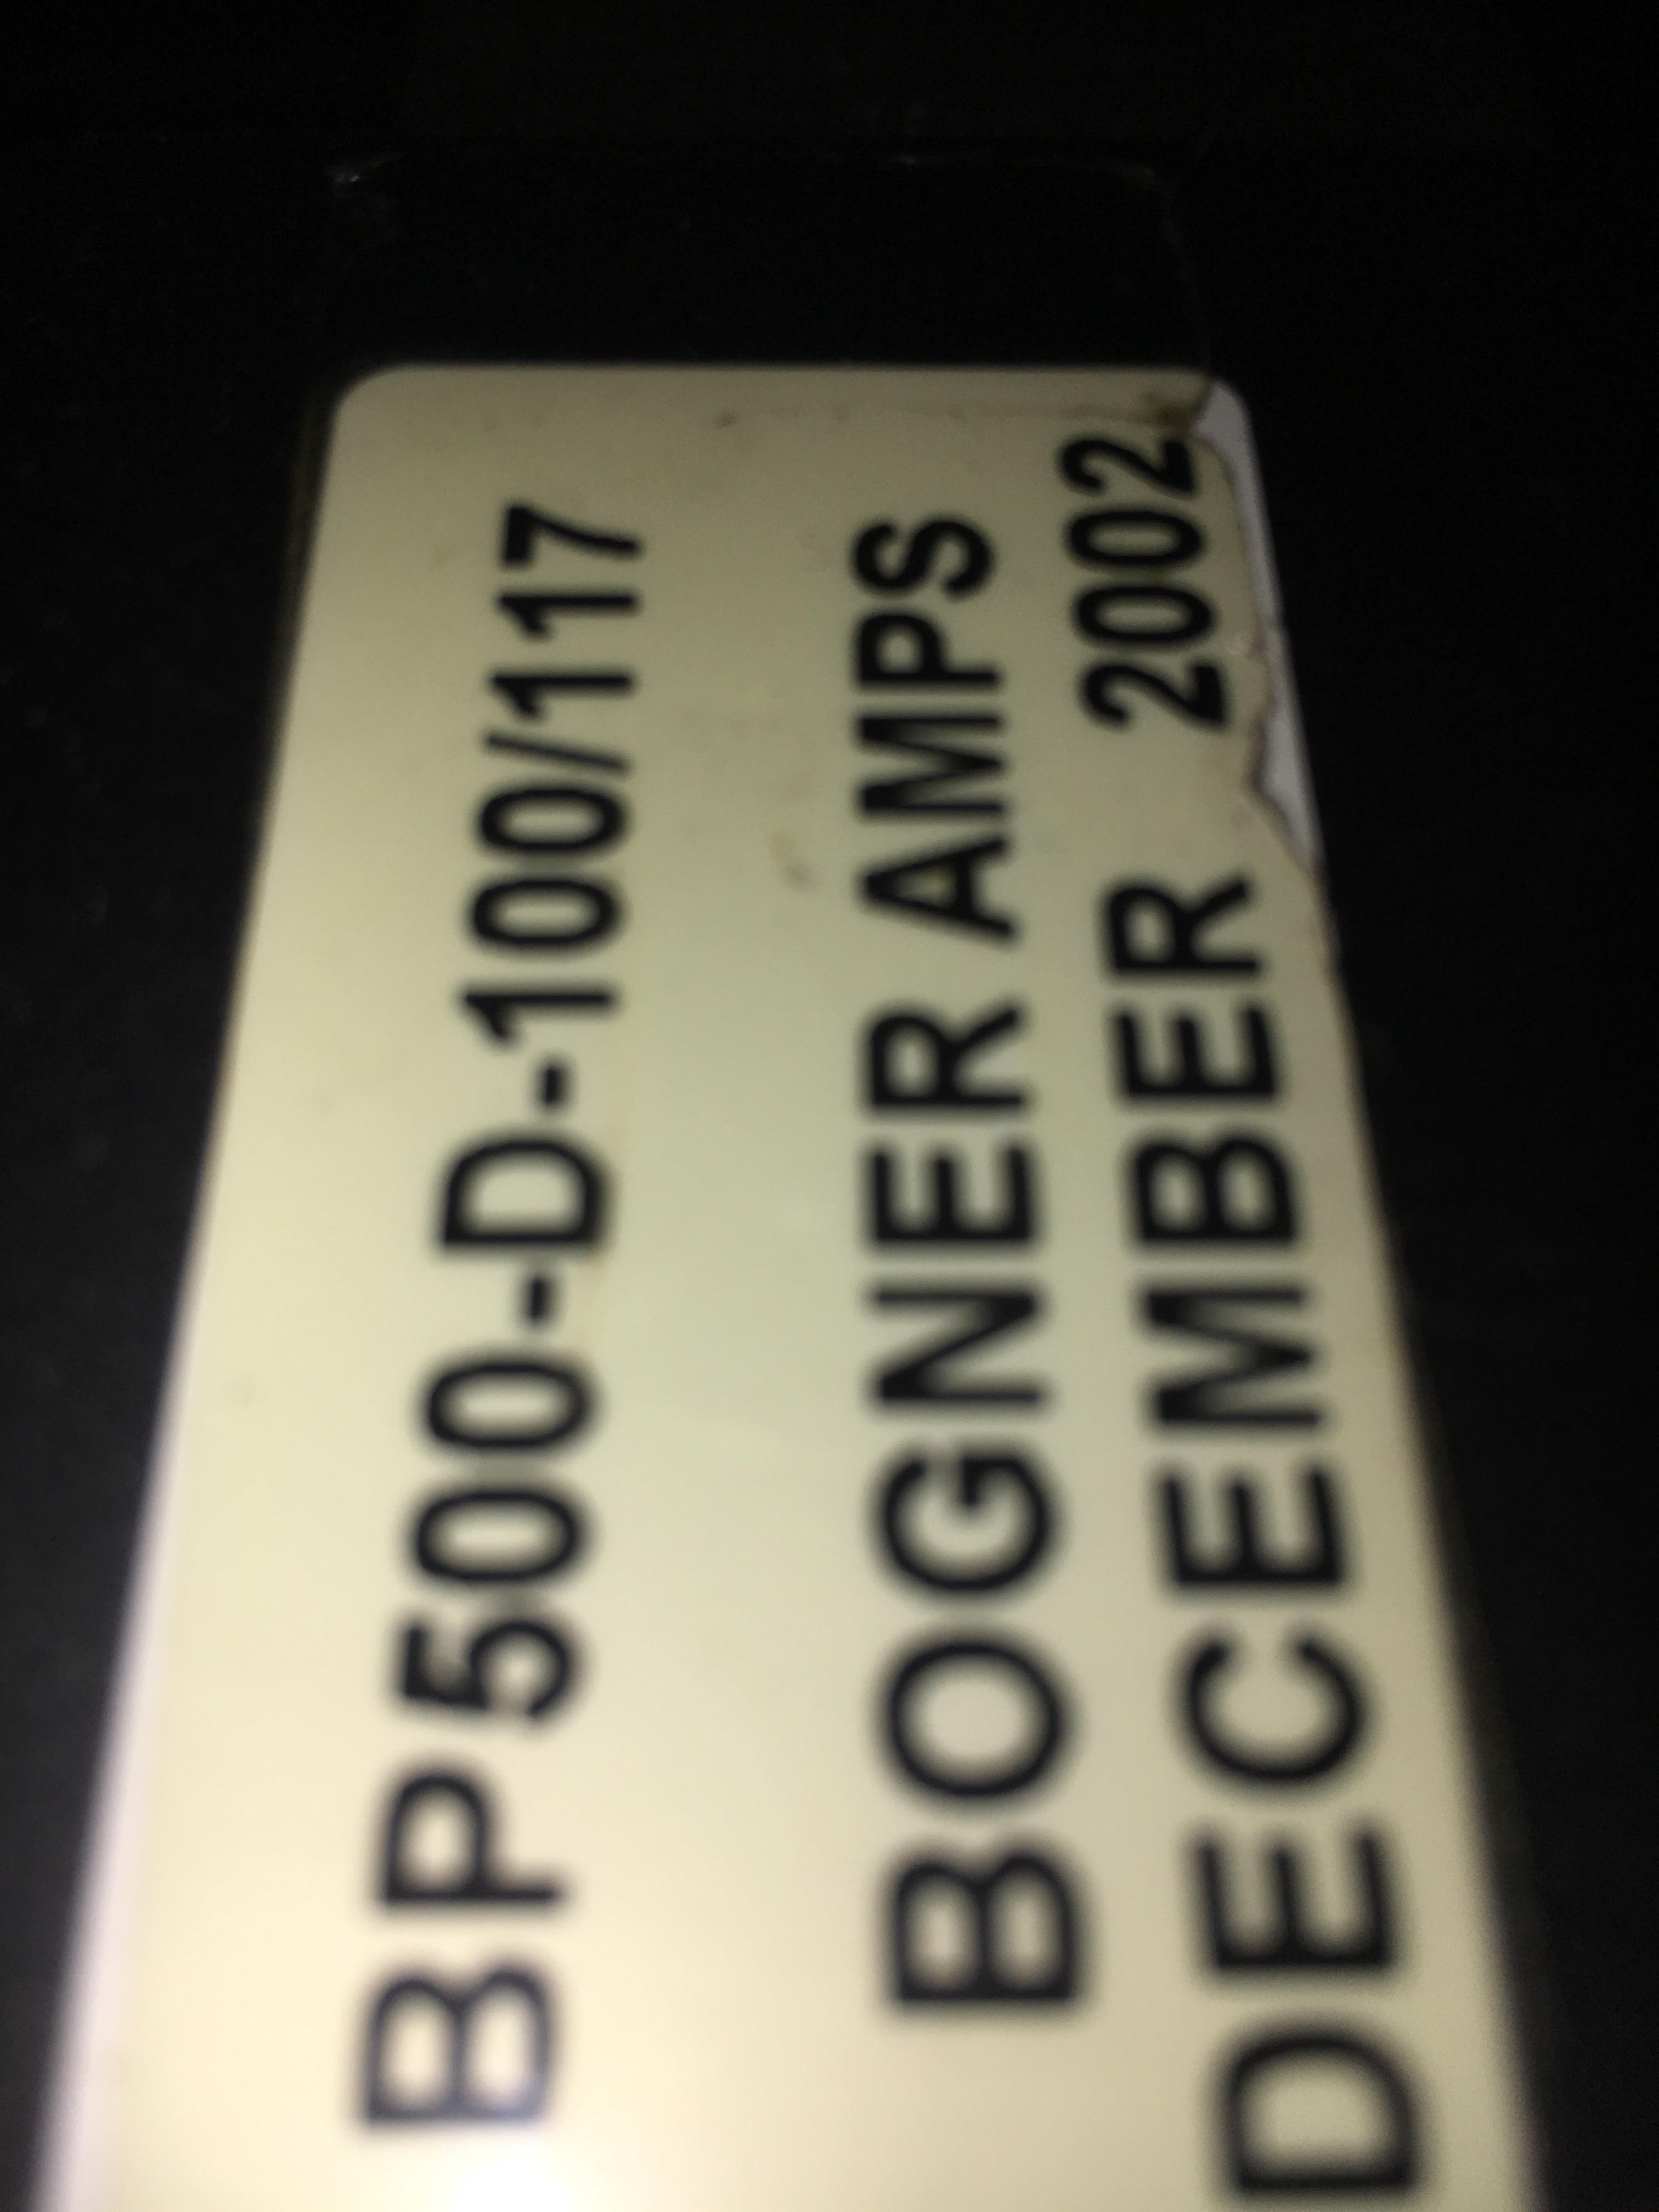 BP500-D-100/117
BOGNER AMPS
DECEMBER 2002